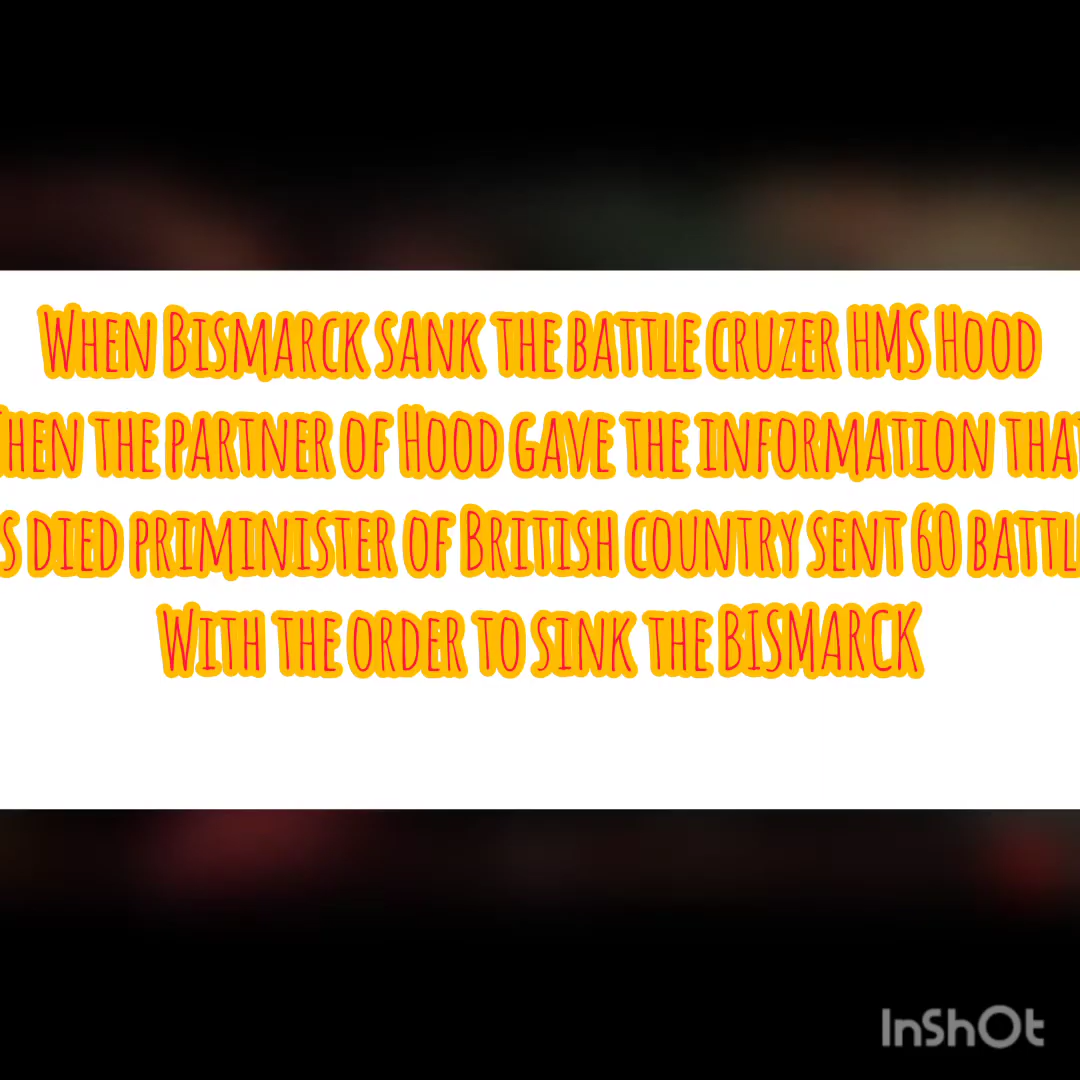 When Bismarck sank the battle cruzer HMS Hood
hen the partner of Hood gave the information that
s died priminister of British country sent 60 battl
With the order to sink the BISMARCK
InShOt